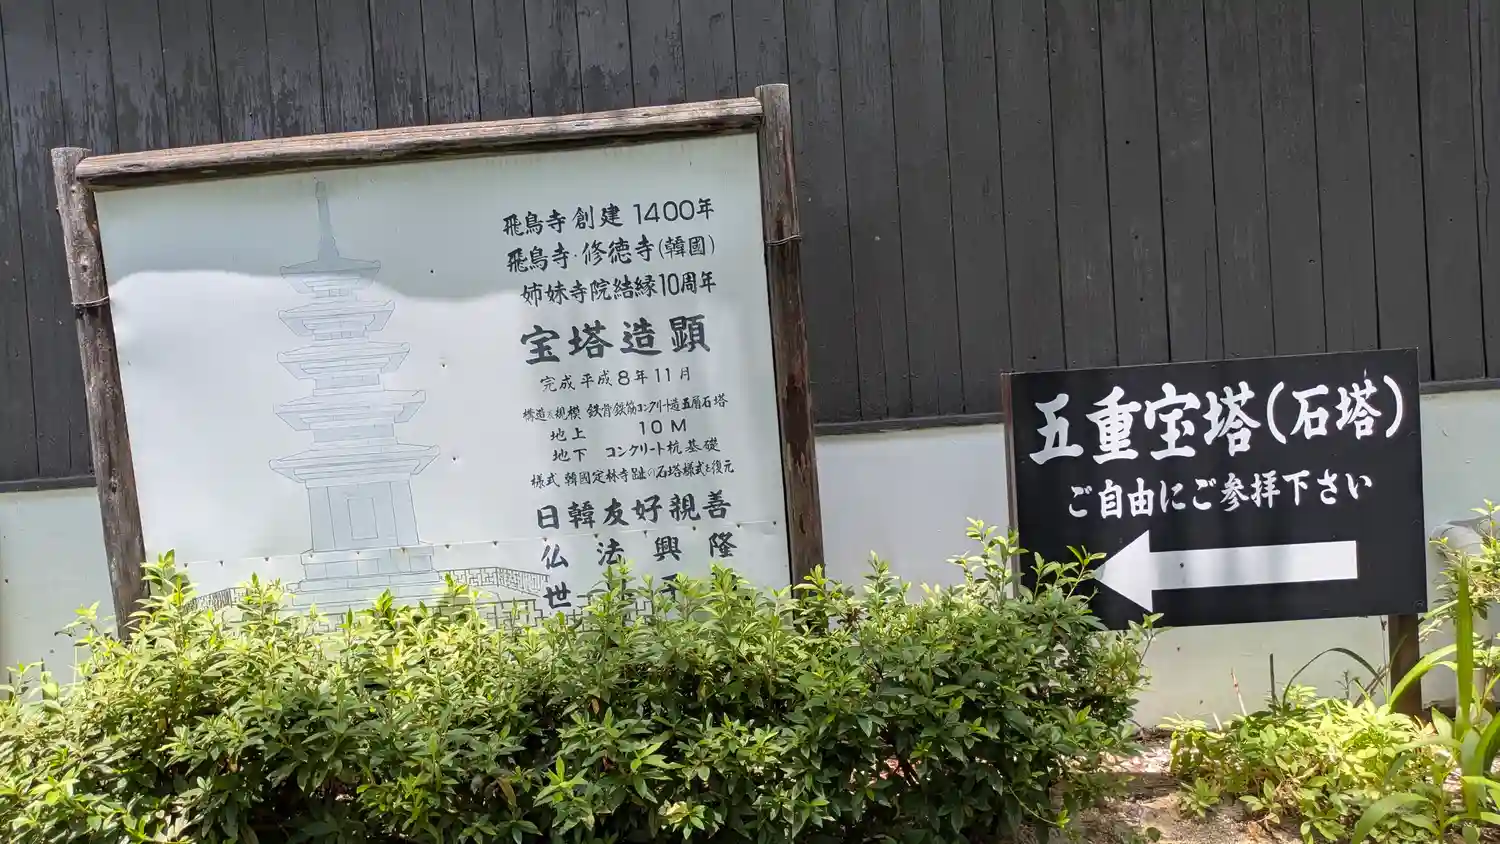 飛鳥寺創建1400年
飛鳥寺·修徳寺(韓國)
姉妹寺院結縁10周年
宝塔造顕
完成平成8年11月
構造と規模 鉄骨鉄筋コンクリート造五層石塔
地上 10M
地下 コンクリート杭基礎
様式 韓國定林寺趾の石塔様式を復元
日韓友好親善
仏法興隆
世
五重宝塔(石塔)
ご自由にご参拝下さい